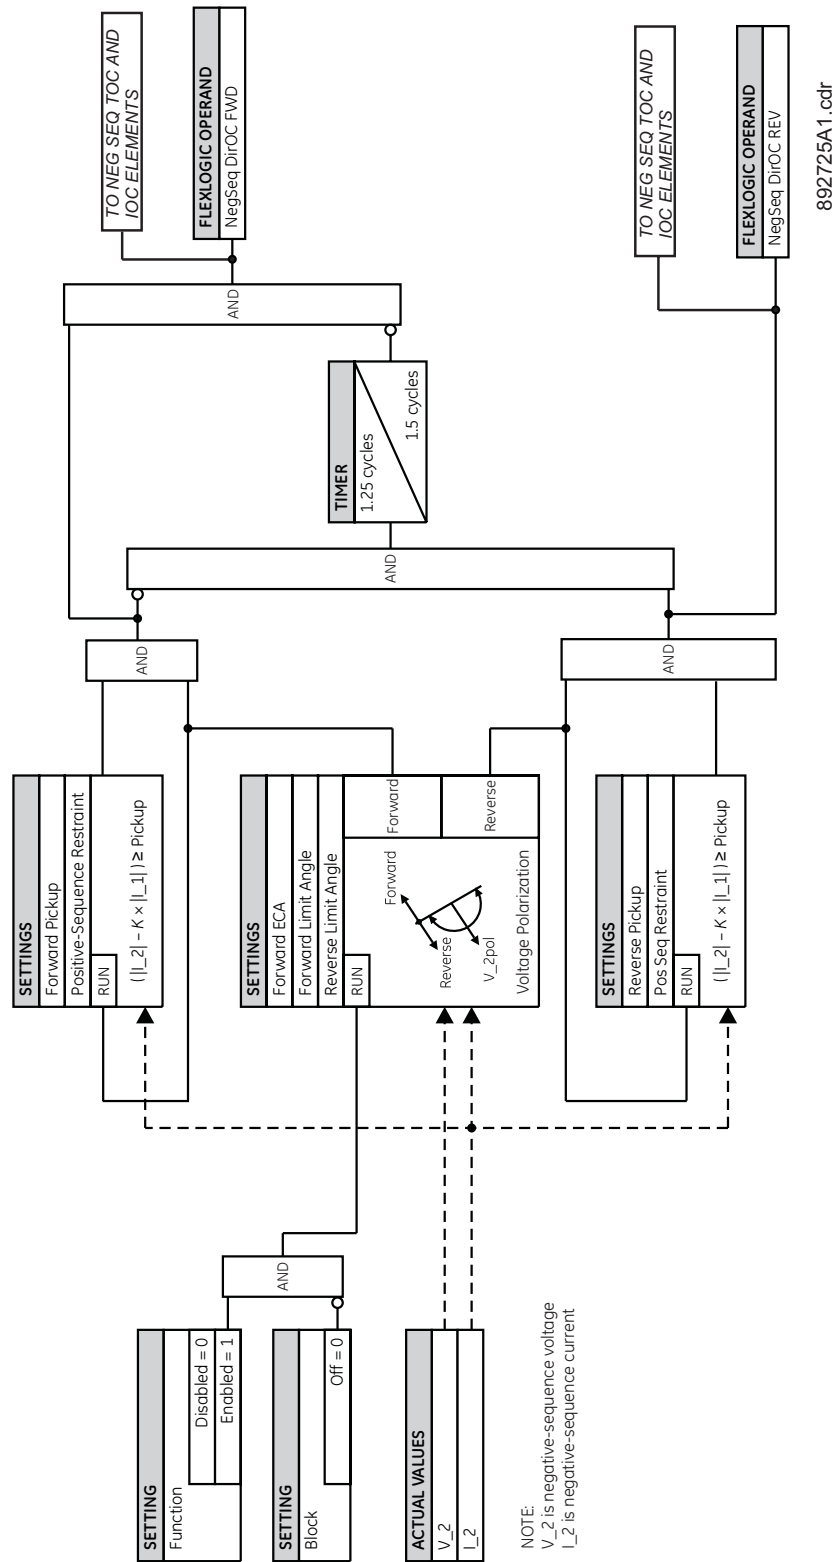 SETTING
Function
Disabled = 0
Enabled = 1
SETTING
Block
Off = 0
ACTUAL VALUES
V_2
I_2
NOTE:
V_2 is negative-sequence voltage
I_2 is negative-sequence current
AND
SETTINGS
Forward Pickup
Positive-Sequence Restraint
RUN
( |I_2| – K × |I_1| ) ≥ Pickup
SETTINGS
Forward ECA
Forward Limit Angle
Reverse Limit Angle
RUN
Forward
Reverse
V_2pol
Voltage Polarization
Forward
Reverse
SETTINGS
Reverse Pickup
Pos Seq Restraint
RUN
( |I_2| – K × |I_1| ) ≥ Pickup
AND
AND
AND
TIMER
1.25 cycles
1.5 cycles
AND
TO NEG SEQ TOC AND
IOC ELEMENTS
FLEXLOGIC OPERAND
NegSeq DirOC FWD
TO NEG SEQ TOC AND
IOC ELEMENTS
FLEXLOGIC OPERAND
NegSeq DirOC REV
892725A1.cdr